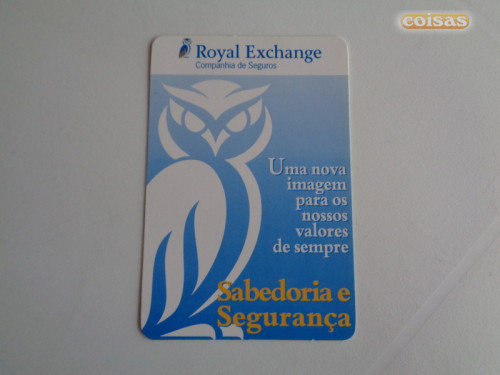 coisas
Royal Exchange
Companhia de Seguros
Uma nova
imagem
para os
nossos
valores
de sempre
Sabedoria e
Segurança